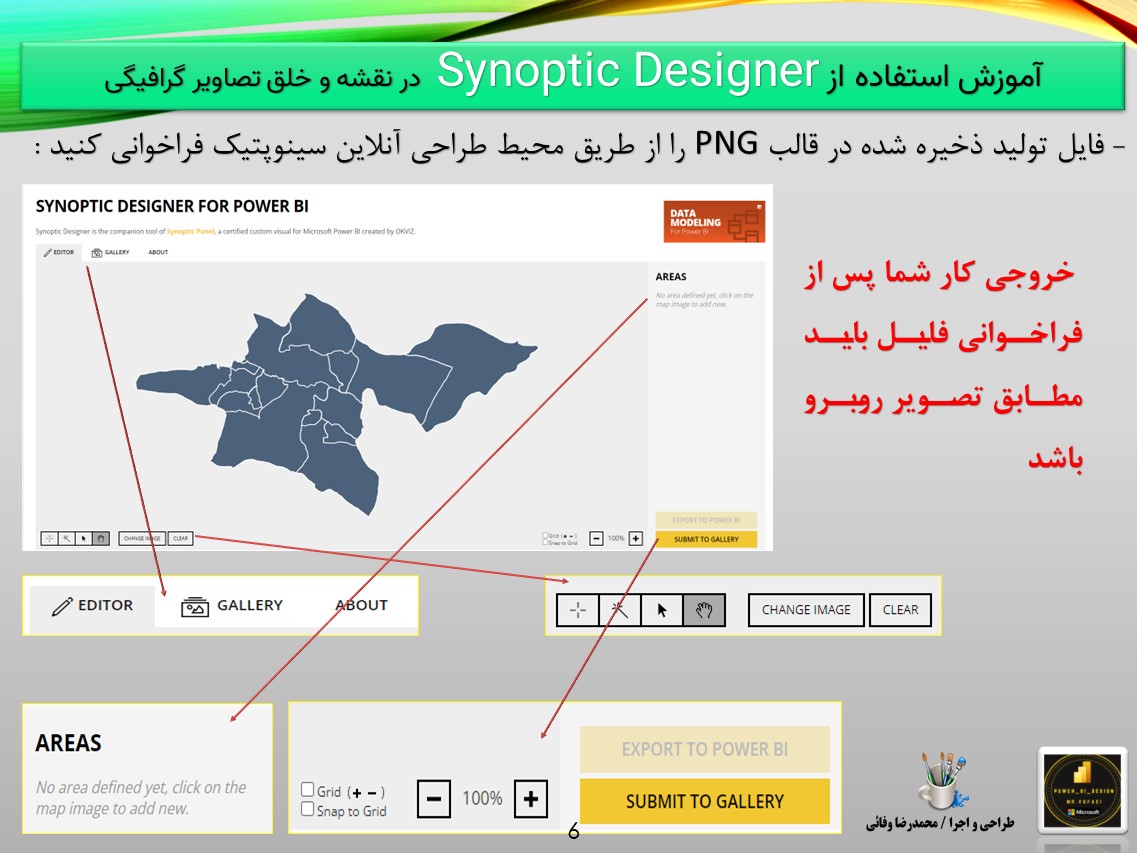 آموزش استفاده از Synoptic Designer در نقشه و خلق تصاویر گرافیگی
- فایل تولید ذخیره شده در قالب PNG را از طریق محیط طراحی آنلاین سینوپتیک فراخوانی کنید :
SYNOPTIC DESIGNER FOR POWER BI
Synoptic Designer is the companion tool of Synoptic Panel, a certified custom visual for Microsoft Power BI created by OKVIZ.
DATA
MODELING
For Power BI
EDITOR GALLERY ABOUT
AREAS
No area defined yet, click on the
map image to add new.
خروجی کار شما پس از
فراخوانی فلیل بایید
مطابق تصویر روبرو
باشد
CHANGE IMAGE CLEAR
Grid (+ −)
Snap to Grid
− 100% +
EXPORT TO POWER BI
SUBMIT TO GALLERY
EDITOR GALLERY ABOUT
CHANGE IMAGE CLEAR
AREAS
No area defined yet, click on the
map image to add new.
Grid (+ −)
Snap to Grid
− 100% +
EXPORT TO POWER BI
SUBMIT TO GALLERY
6
طراحی و اجرا / محمدرضا وفائی
POWER_BI_DESIGN
MR.VAFAEI
Microsoft